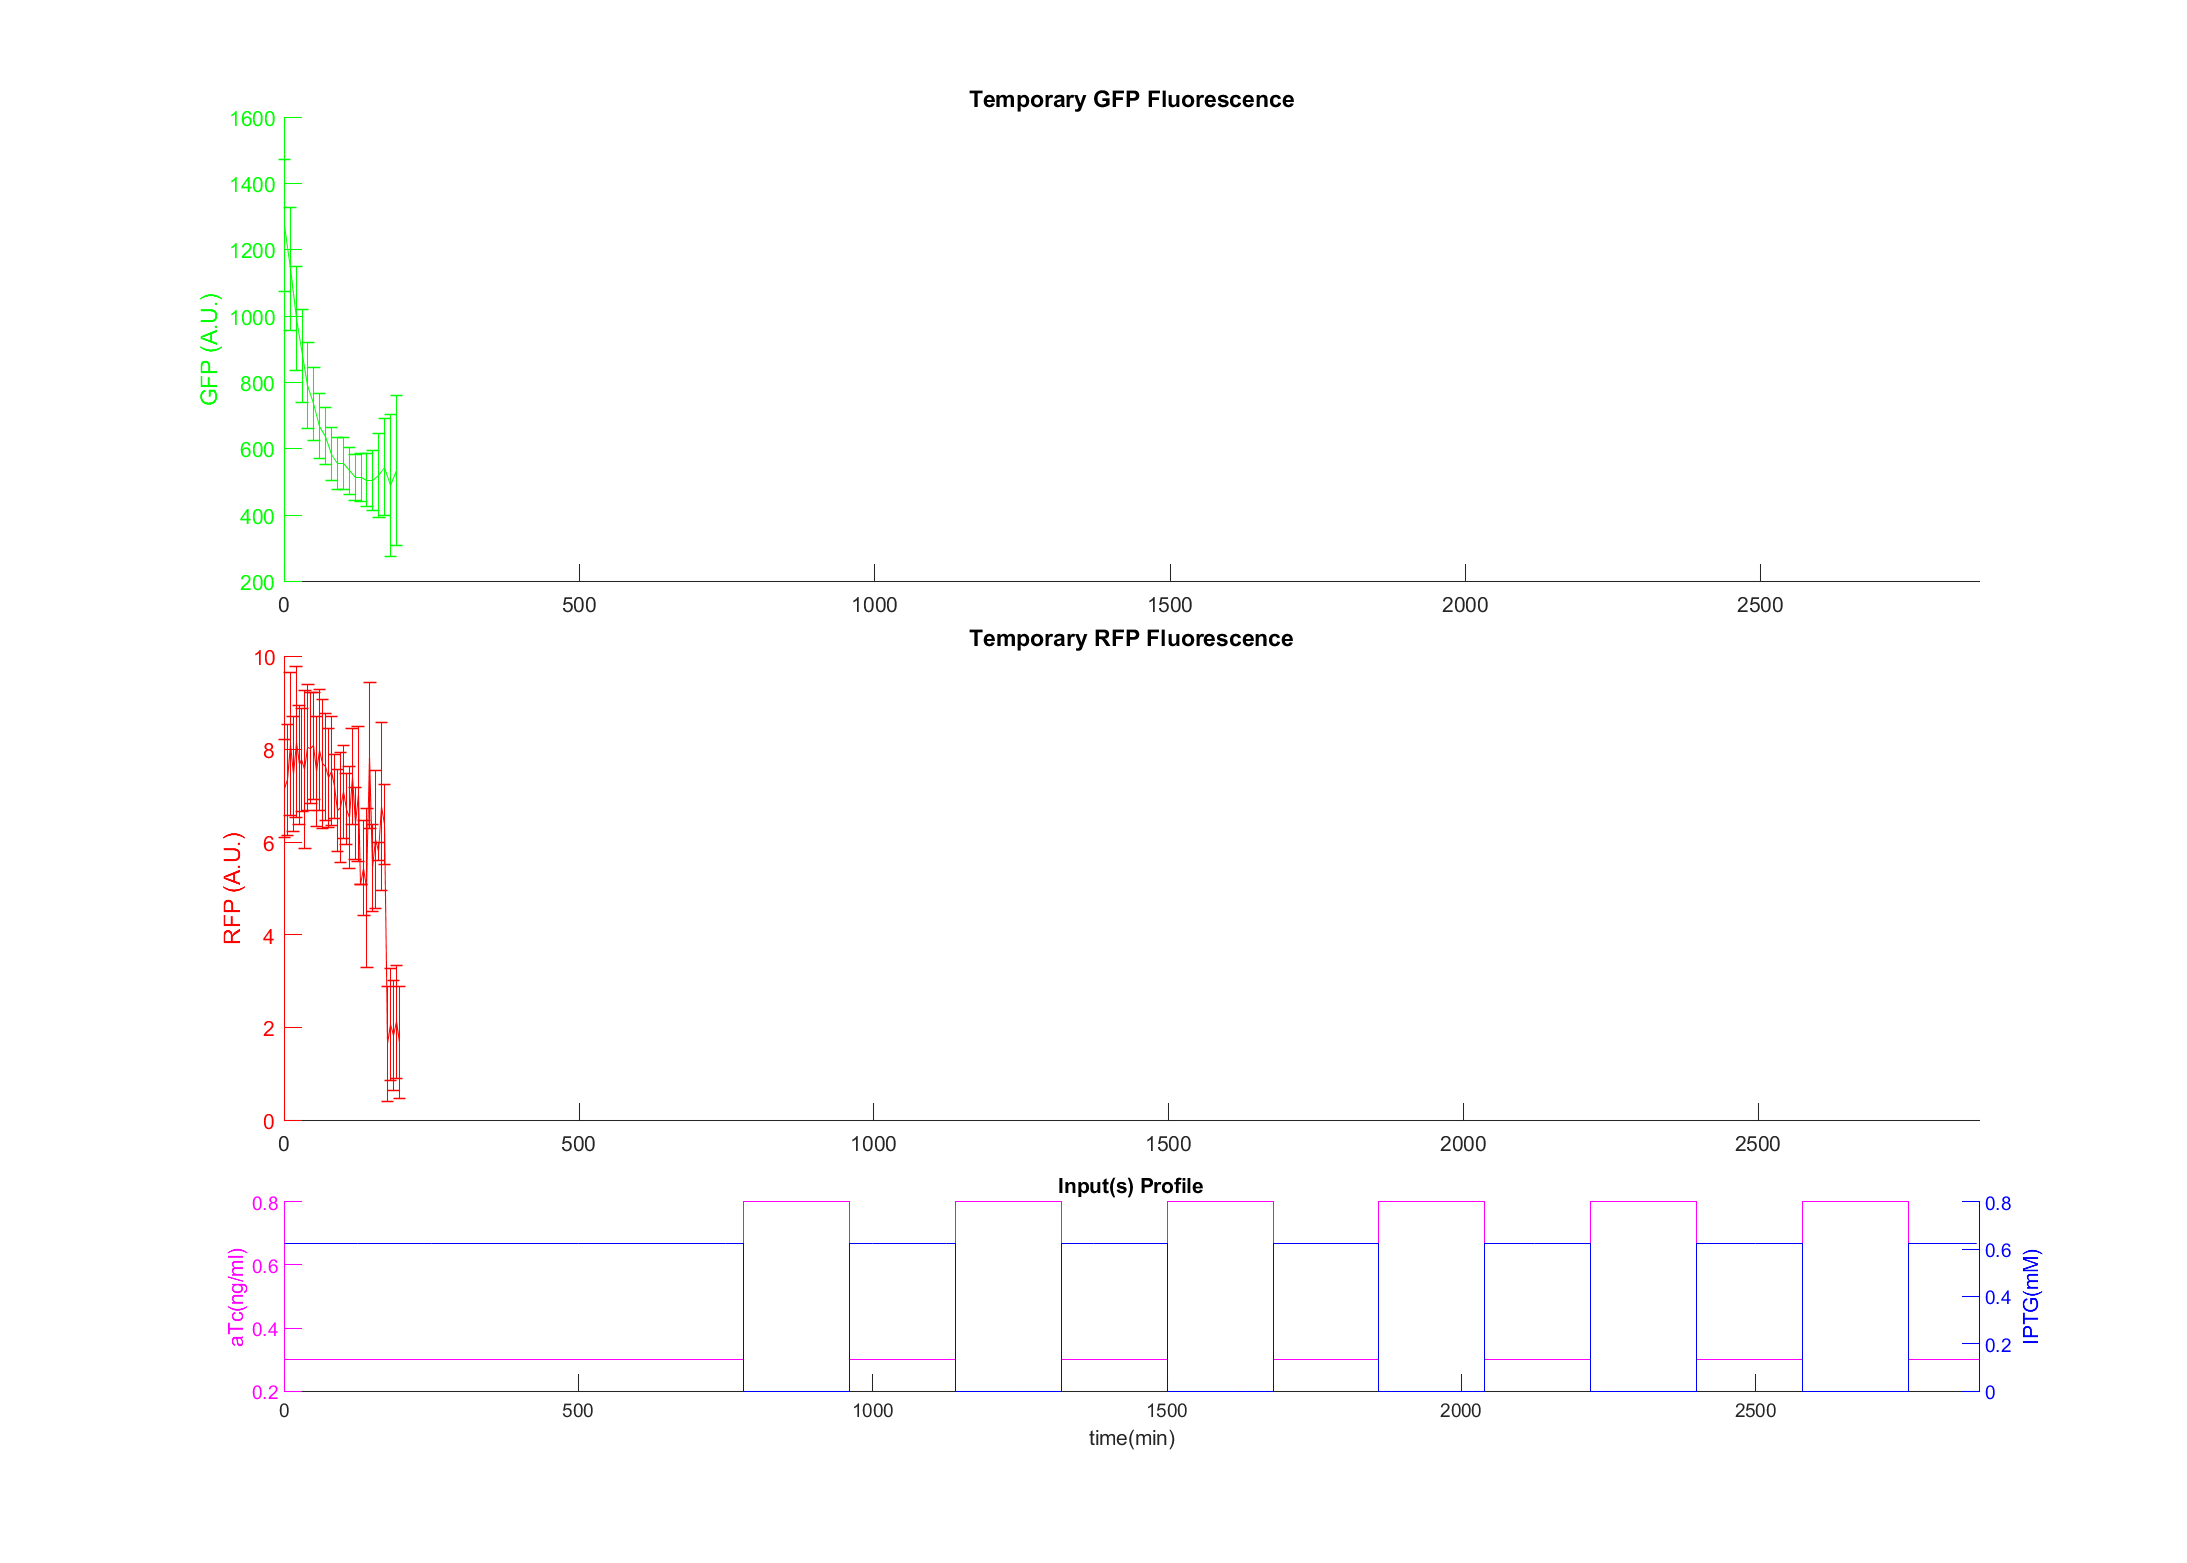 Temporary GFP Fluorescence
1600
1400
1200
1000
800
600
400
200
GFP (A.U.)
0 500 1000 1500 2000 2500
Temporary RFP Fluorescence
10
8
6
4
2
0
RFP (A.U.)
0 500 1000 1500 2000 2500
Input(s) Profile
0.8
0.6
0.4
0.2
aTc(ng/ml)
0.8
0.6
0.4
0.2
0
IPTG(mM)
0 500 1000 1500 2000 2500
time(min)